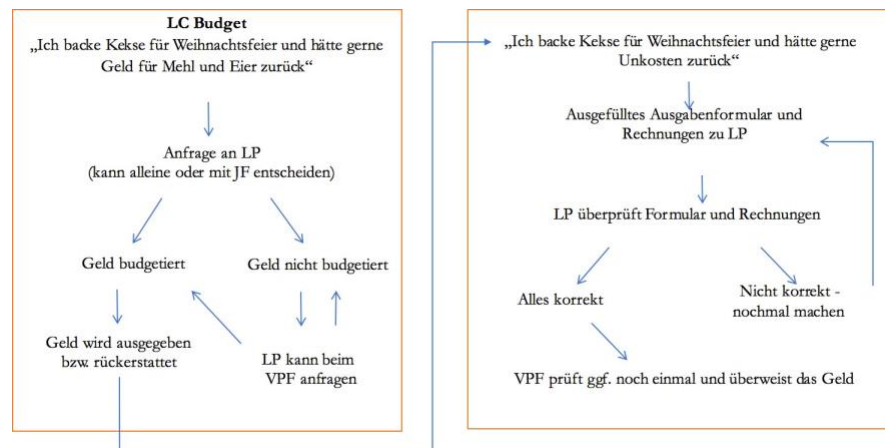 LC Budget
„Ich backe Kekse für Weihnachtsfeier und hätte gerne
Geld für Mehl und Eier zurück“
Anfrage an LP
(kann alleine oder mit JF entscheiden)
Geld budgetiert
Geld nicht budgetiert
Geld wird ausgegeben
bzw. rückerstattet
LP kann beim
VPF anfragen
„Ich backe Kekse für Weihnachtsfeier und hätte gerne
Unkosten zurück“
Ausgefülltes Ausgabenformular und
Rechnungen zu LP
LP überprüft Formular und Rechnungen
Alles korrekt
Nicht korrekt -
nochmal machen
VPF prüft ggf. noch einmal und überweist das Geld